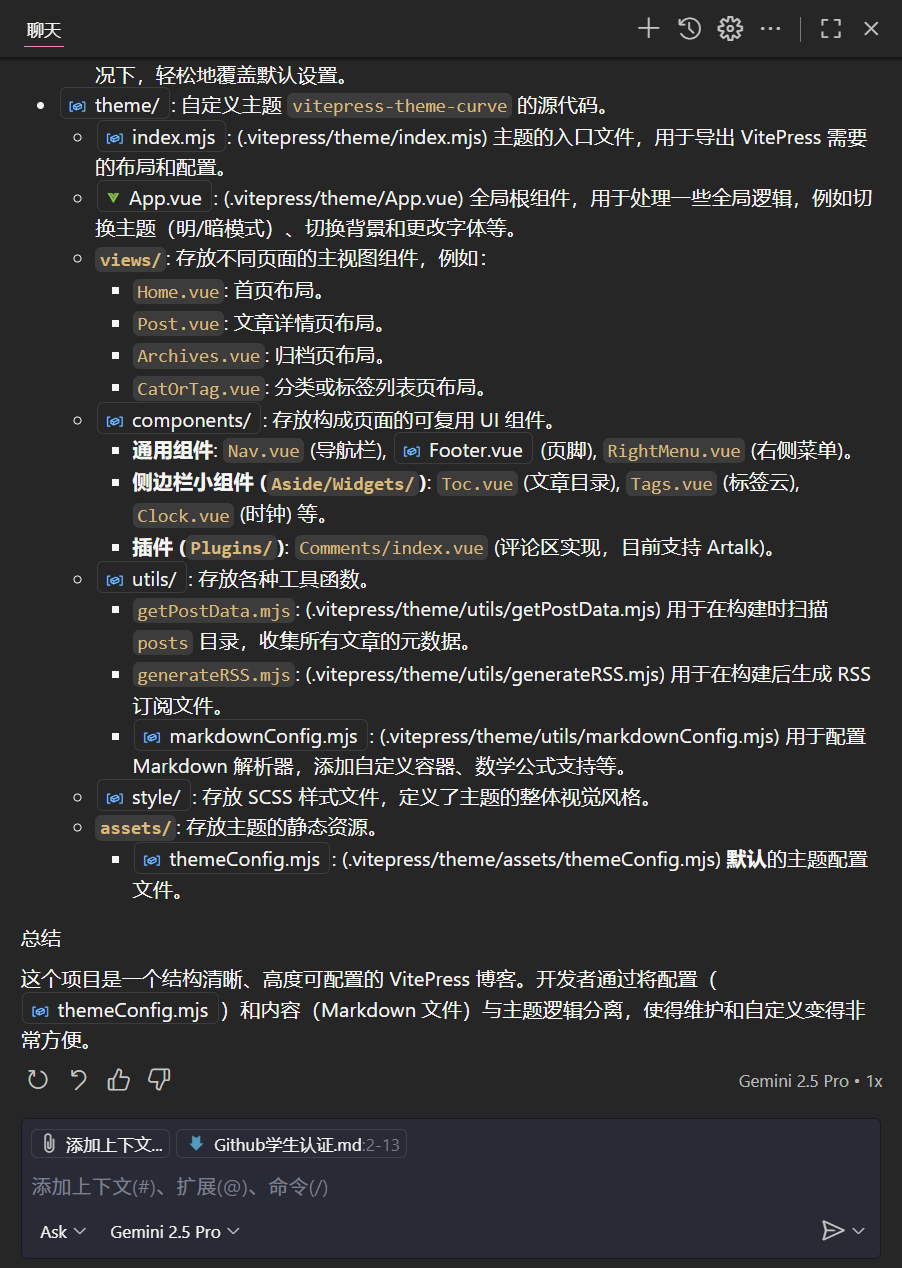 聊天
况下，轻松地覆盖默认设置。
theme/ : 自定义主题 vitepress-theme-curve 的源代码。
index.mjs : (.vitepress/theme/index.mjs) 主题的入口文件，用于导出 VitePress 需要
的布局和配置。
App.vue : (.vitepress/theme/App.vue) 全局根组件，用于处理一些全局逻辑，例如切
换主题（明/暗模式）、切换背景和更改字体等。
views/ : 存放不同页面的主视图组件，例如：
Home.vue : 首页布局。
Post.vue : 文章详情页布局。
Archives.vue : 归档页布局。
CatOrTag.vue : 分类或标签列表页布局。
components/ : 存放构成页面的可复用 UI 组件。
通用组件: Nav.vue (导航栏), Footer.vue (页脚), RightMenu.vue (右侧菜单)。
侧边栏小组件 ( Aside/Widgets/ ): Toc.vue (文章目录), Tags.vue (标签云),
Clock.vue (时钟) 等。
插件 ( Plugins/ ): Comments/index.vue (评论区实现，目前支持 Artalk)。
utils/ : 存放各种工具函数。
getPostData.mjs : (.vitepress/theme/utils/getPostData.mjs) 用于在构建时扫描
posts 目录，收集所有文章的元数据。
generateRSS.mjs : (.vitepress/theme/utils/generateRSS.mjs) 用于在构建后生成 RSS
订阅文件。
markdownConfig.mjs : (.vitepress/theme/utils/markdownConfig.mjs) 用于配置
Markdown 解析器，添加自定义容器、数学公式支持等。
style/ : 存放 SCSS 样式文件，定义了主题的整体视觉风格。
assets/ : 存放主题的静态资源。
themeConfig.mjs : (.vitepress/theme/assets/themeConfig.mjs) 默认的主题配置
文件。
总结
这个项目是一个结构清晰、高度可配置的 VitePress 博客。开发者通过将配置（
themeConfig.mjs ）和内容（Markdown 文件）与主题逻辑分离，使得维护和自定义变得非
常方便。
Gemini 2.5 Pro • 1x
添加上下文... Github学生认证.md:2-13
添加上下文(#)、扩展(@)、命令(/)
Ask Gemini 2.5 Pro